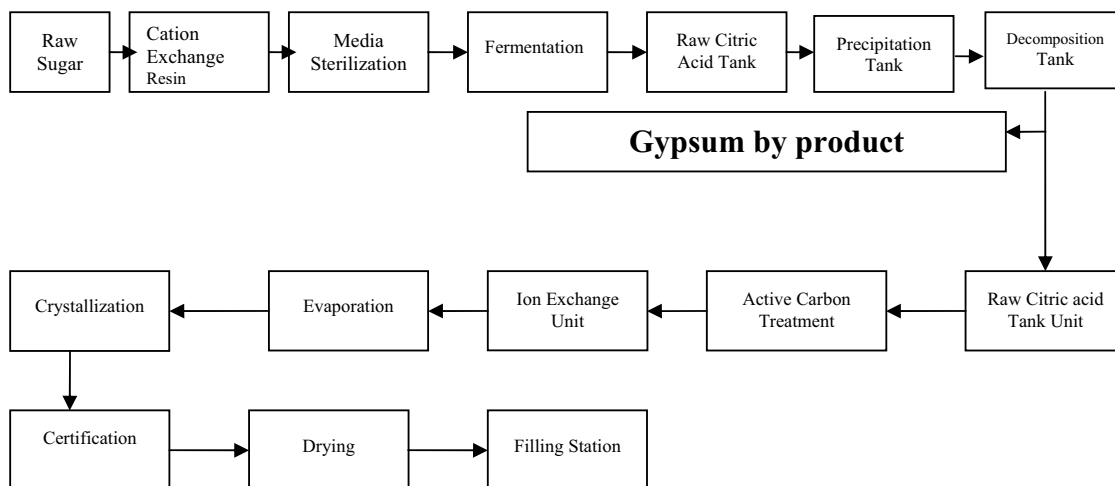 Raw
Sugar
Cation
Exchange
Resin
Media
Sterilization
Fermentation
Raw Citric
Acid Tank
Precipitation
Tank
Decomposition
Tank
Gypsum by product
Crystallization
Evaporation
Ion Exchange
Unit
Active Carbon
Treatment
Raw Citric acid
Tank Unit
Certification
Drying
Filling Station